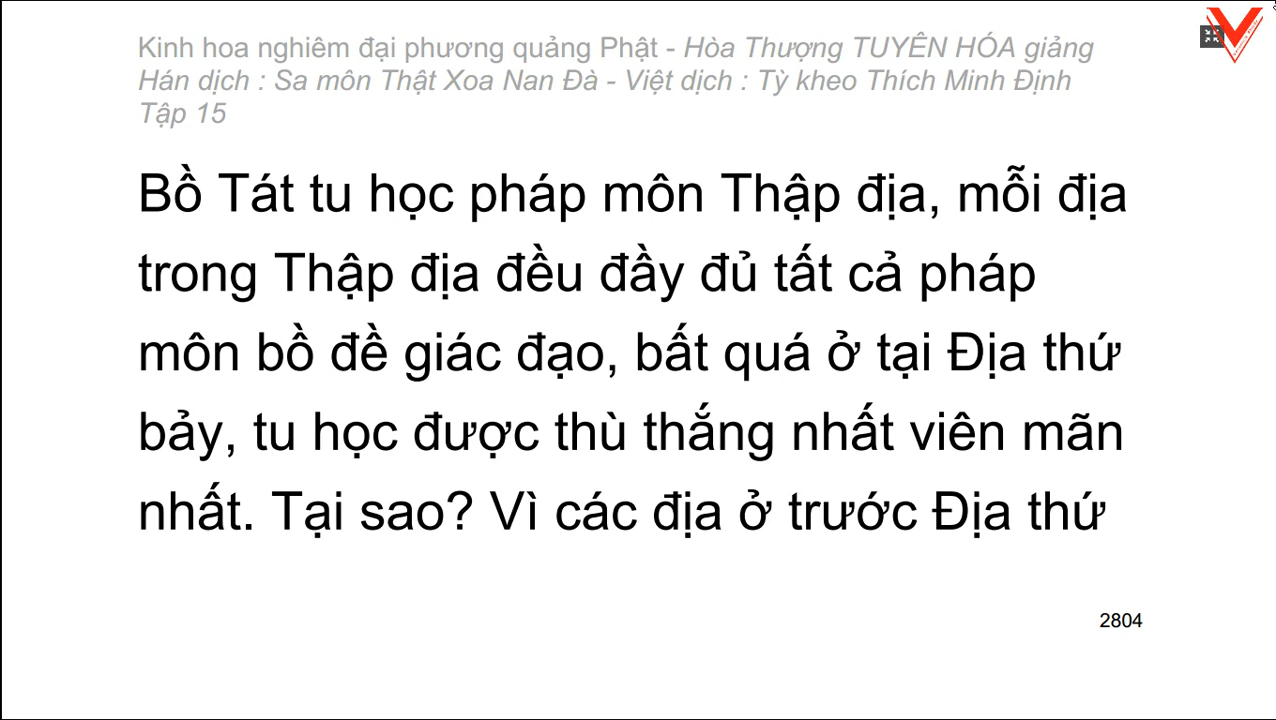 Kinh hoa nghiêm đại phương quảng Phật - Hòa Thượng TUYÊN HÓA giảng
Hán dịch : Sa môn Thật Xoa Nan Đà - Việt dịch : Tỳ kheo Thích Minh Định
Tập 15
Bồ Tát tu học pháp môn Thập địa, mỗi địa
trong Thập địa đều đầy đủ tất cả pháp
môn bồ đề giác đạo, bất quá ở tại Địa thứ
bảy, tu học được thù thắng nhất viên mãn
nhất. Tại sao? Vì các địa ở trước Địa thứ
2804